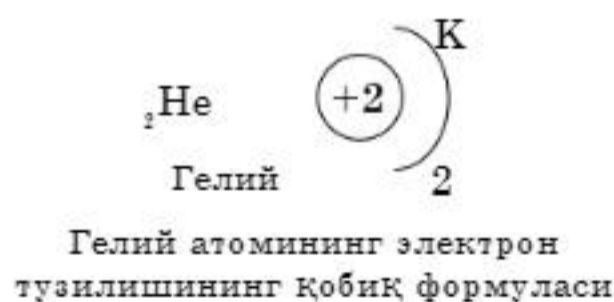 K
₂He +2
Гелий 2
Гелий атомининг электрон
тузилишининг қобиқ формуласи